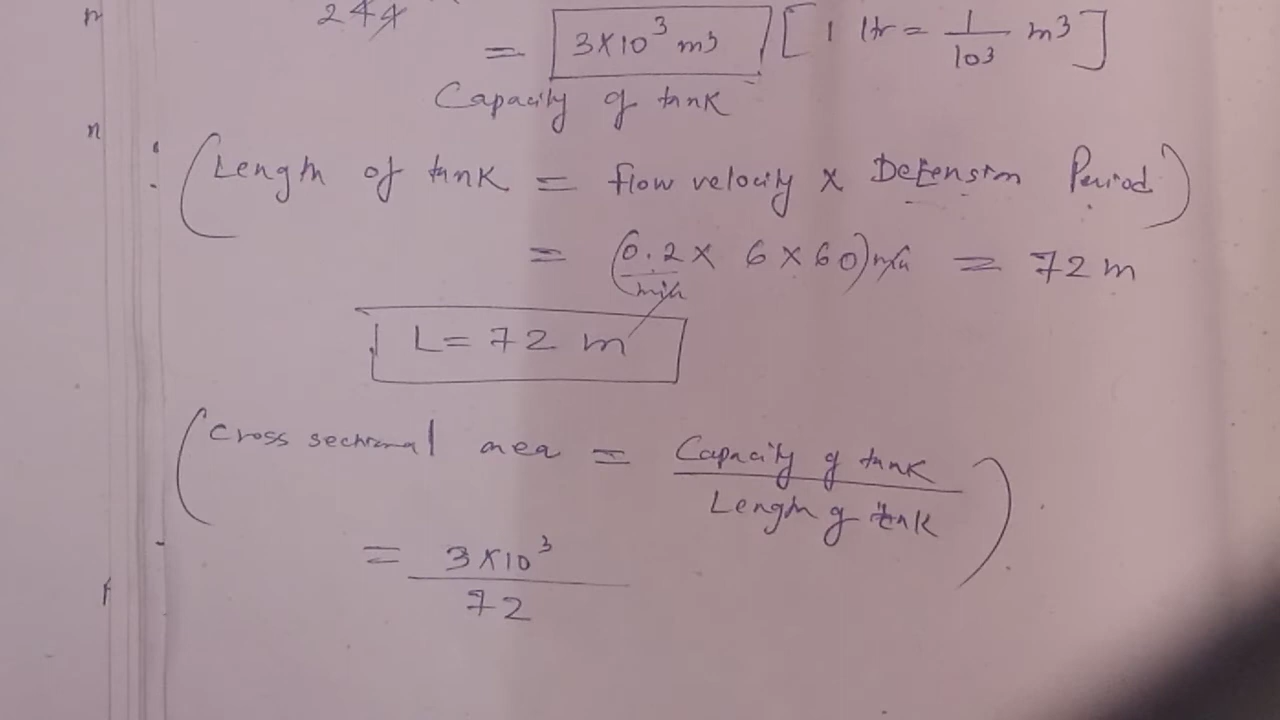 244
= 3×10³ m³ [1 ltr = 1/10³ m³]
Capacity of tank
∴ (Length of tank = flow velocity × Detension Period)
= (0.2 × 6 × 60) = 72 m
min
L = 72 m
(Cross sectional area = Capacity of tank / Length of tank)
= 3×10³ / 72